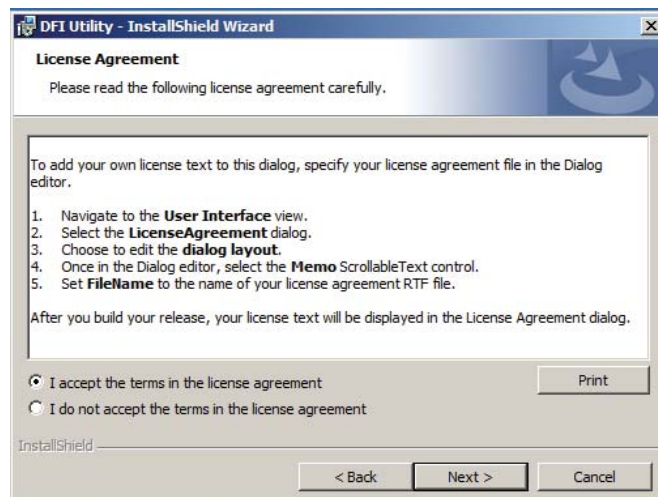 DFI Utility - InstallShield Wizard
License Agreement
Please read the following license agreement carefully.
To add your own license text to this dialog, specify your license agreement file in the Dialog
editor.
1. Navigate to the User Interface view.
2. Select the LicenseAgreement dialog.
3. Choose to edit the dialog layout.
4. Once in the Dialog editor, select the Memo ScrollableText control.
5. Set FileName to the name of your license agreement RTF file.
After you build your release, your license text will be displayed in the License Agreement dialog.
I accept the terms in the license agreement
Print
I do not accept the terms in the license agreement
InstallShield
< Back Next > Cancel